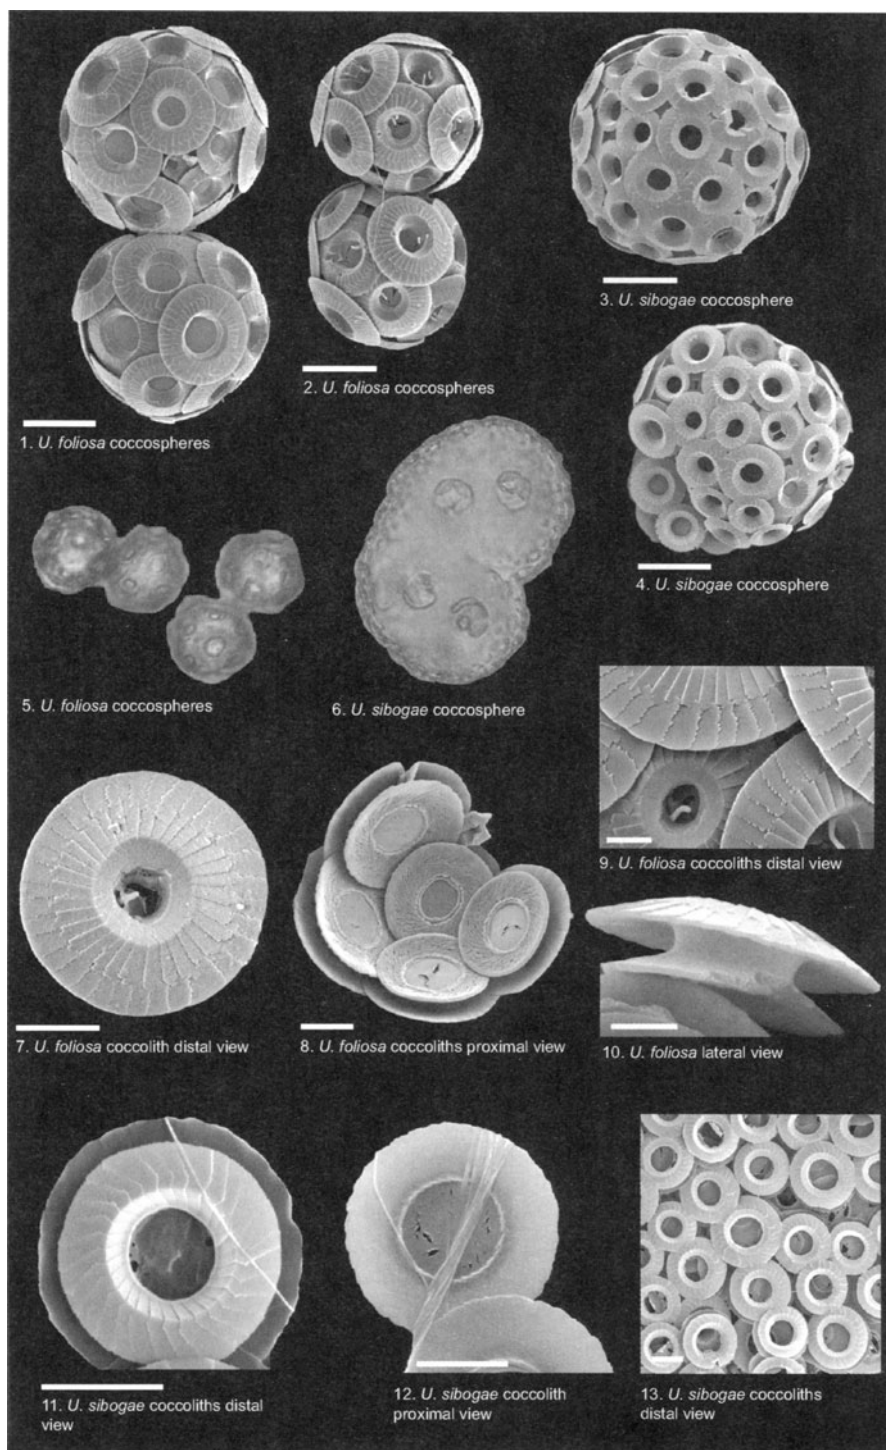 1. U. foliosa coccospheres
2. U. foliosa coccospheres
3. U. sibogae coccosphere
4. U. sibogae coccosphere
5. U. foliosa coccospheres
6. U. sibogae coccosphere
7. U. foliosa coccolith distal view
8. U. foliosa coccoliths proximal view
9. U. foliosa coccoliths distal view
10. U. foliosa lateral view
11. U. sibogae coccoliths distal
view
12. U. sibogae coccolith
proximal view
13. U. sibogae coccoliths
distal view